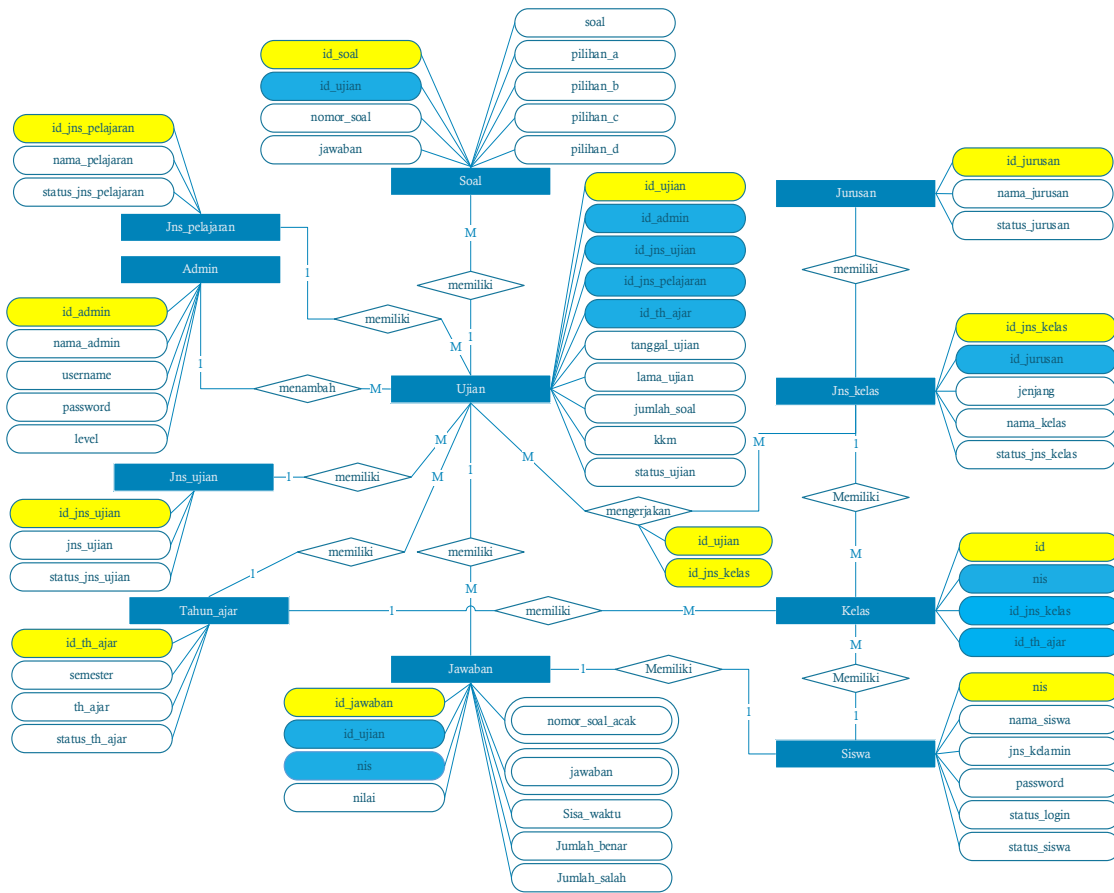 soal
id_soal
pilihan_a
id_ujian
pilihan_b
nomor_soal
pilihan_c
jawaban
pilihan_d
Soal
id_jns_pelajaran
nama_pelajaran
status_jns_pelajaran
Jns_pelajaran
1
memiliki
M
M
memiliki
1
id_ujian
id_admin
id_jns_ujian
id_jns_pelajaran
id_th_ajar
tanggal_ujian
lama_ujian
jumlah_soal
kkm
status_ujian
Jurusan
id_jurusan
nama_jurusan
status_jurusan
memiliki
Admin
id_admin
nama_admin
username
password
level
1
menambah
M
Ujian
Jns_kelas
id_jns_kelas
id_jurusan
jenjang
nama_kelas
status_jns_kelas
Jns_ujian
1
memiliki
M
id_jns_ujian
jns_ujian
status_jns_ujian
M
memiliki
1
1
memiliki
M
M
mengerjakan
M
id_ujian
id_jns_kelas
1
Memiliki
M
Tahun_ajar
1
memiliki
M
Kelas
id
nis
id_jns_kelas
id_th_ajar
id_th_ajar
semester
th_ajar
status_th_ajar
Jawaban
1
Memiliki
1
M
Memiliki
1
id_jawaban
id_ujian
nis
nilai
nomor_soal_acak
jawaban
Sisa_waktu
Jumlah_benar
Jumlah_salah
Siswa
nis
nama_siswa
jns_kelamin
password
status_login
status_siswa